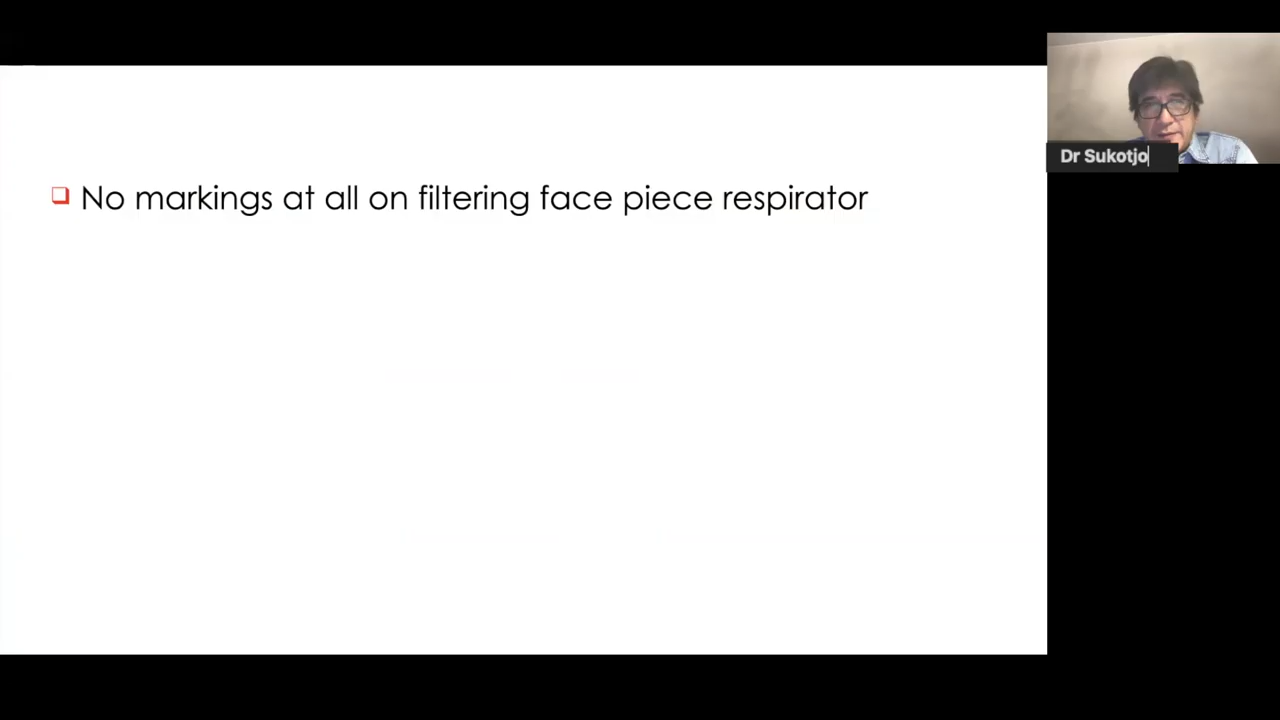 No markings at all on filtering face piece respirator
Dr Sukotjo